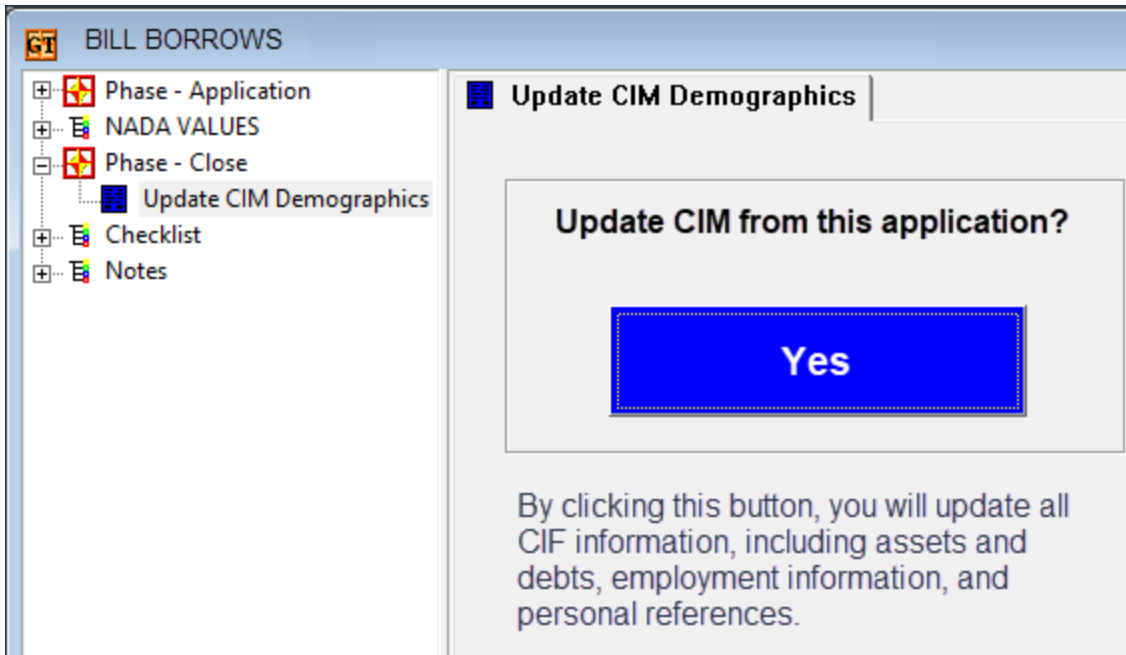 GT BILL BORROWS
Phase - Application
NADA VALUES
Phase - Close
Update CIM Demographics
Checklist
Notes
Update CIM Demographics
Update CIM from this application?
Yes
By clicking this button, you will update all
CIF information, including assets and
debts, employment information, and
personal references.